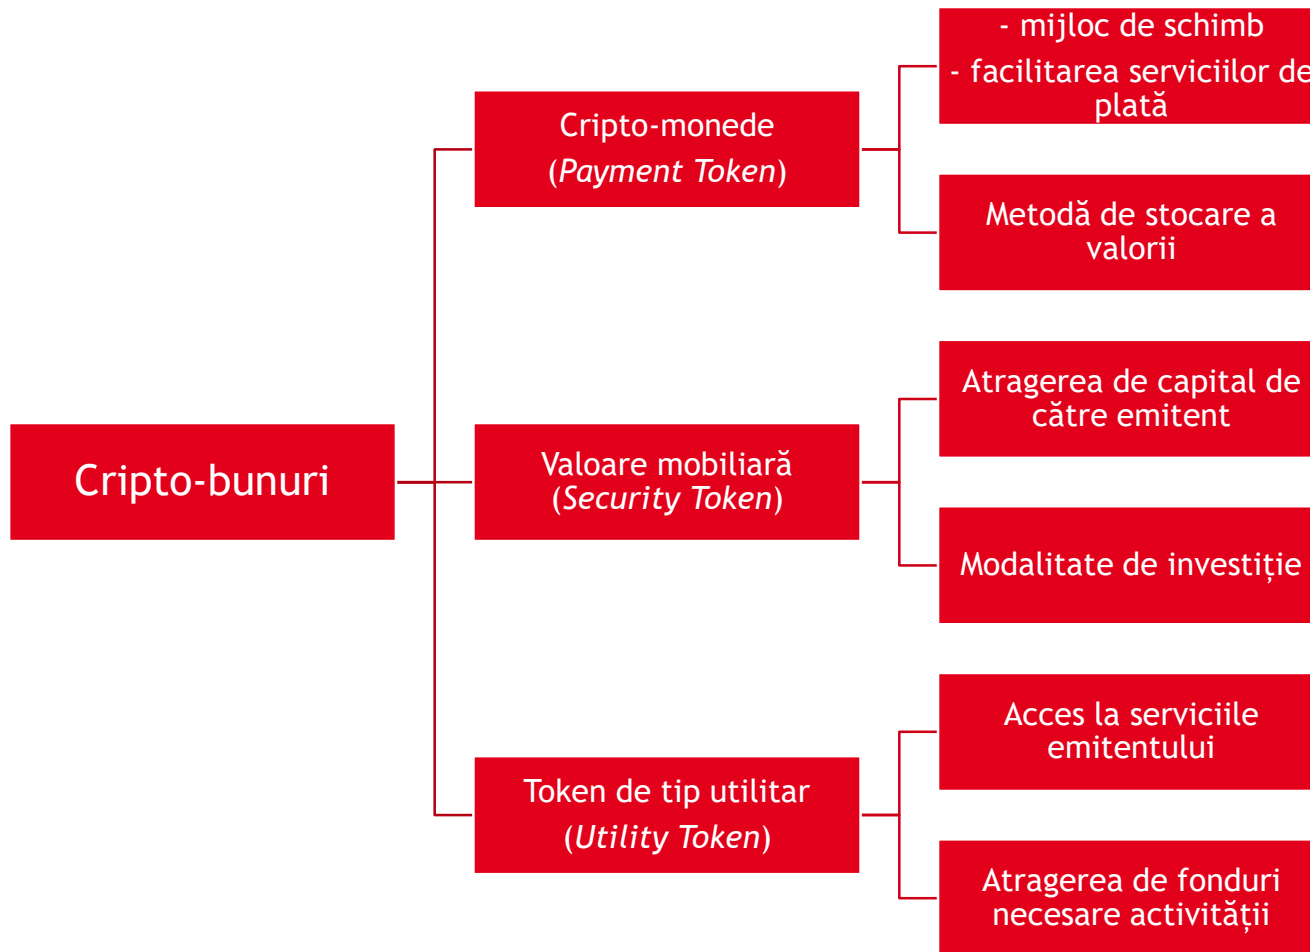 Cripto-bunuri
Cripto-monede
(Payment Token)
- mijloc de schimb
- facilitarea serviciilor de
plată
Metodă de stocare a
valorii
Valoare mobiliară
(Security Token)
Atragerea de capital de
către emitent
Modalitate de investiție
Token de tip utilitar
(Utility Token)
Acces la serviciile
emitentului
Atragerea de fonduri
necesare activității